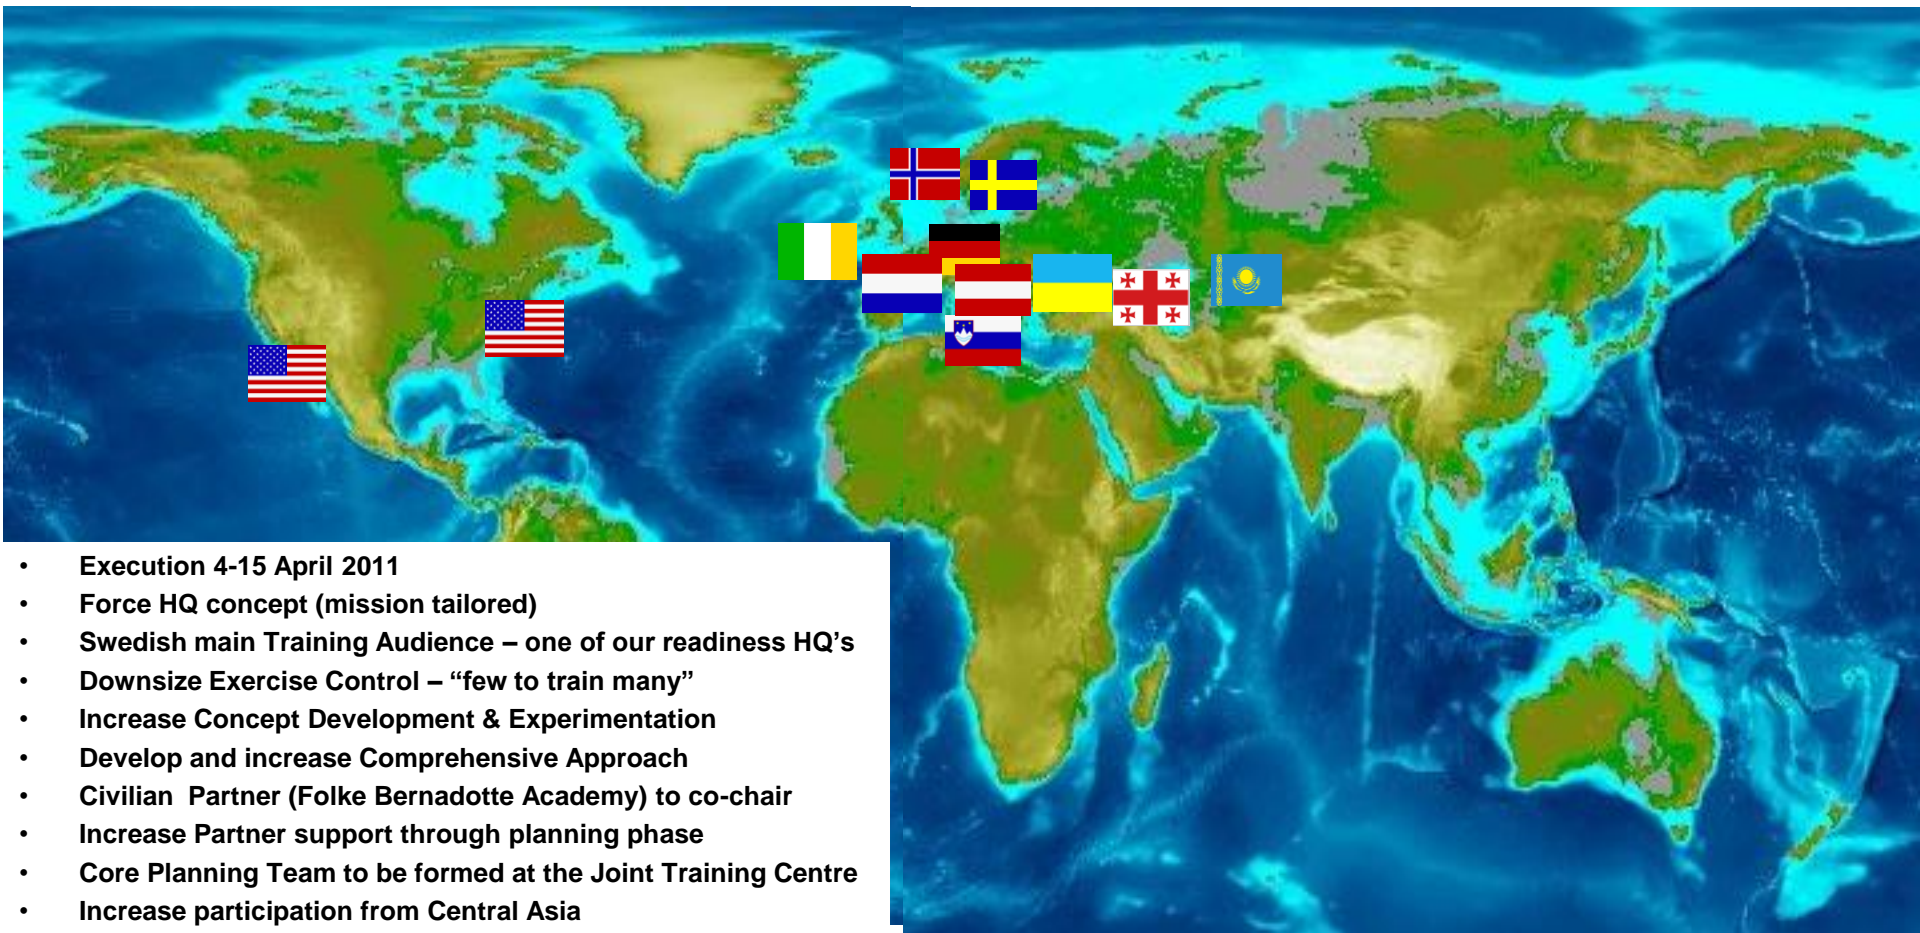 • Execution 4-15 April 2011
• Force HQ concept (mission tailored)
• Swedish main Training Audience – one of our readiness HQ’s
• Downsize Exercise Control – “few to train many”
• Increase Concept Development & Experimentation
• Develop and increase Comprehensive Approach
• Civilian  Partner (Folke Bernadotte Academy) to co-chair
• Increase Partner support through planning phase
• Core Planning Team to be formed at the Joint Training Centre
• Increase participation from Central Asia